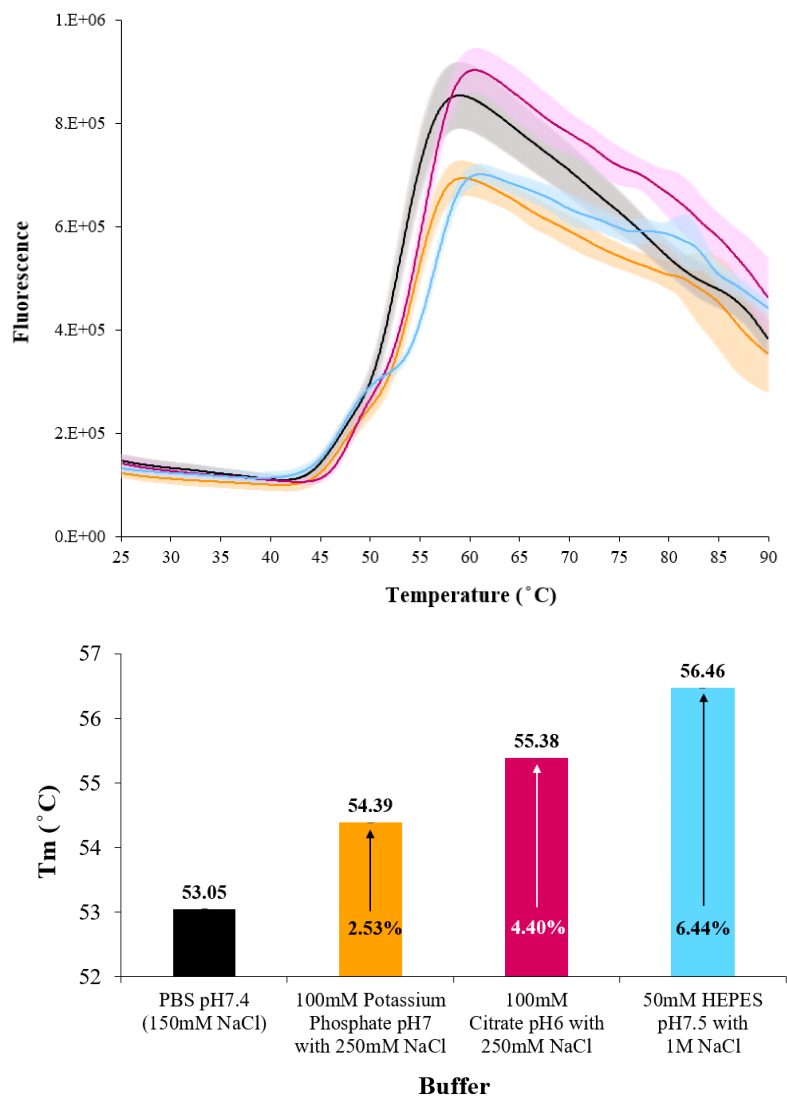 1.E+06
8.E+05
6.E+05
4.E+05
2.E+05
0.E+00
Fluorescence
25 30 35 40 45 50 55 60 65 70 75 80 85 90
Temperature (˚C)
57
56
55
54
53
52
Tm (˚C)
53.05
54.39
55.38
56.46
2.53%
4.40%
6.44%
PBS pH7.4
(150mM NaCl)
100mM Potassium
Phosphate pH7
with 250mM NaCl
100mM
Citrate pH6 with
250mM NaCl
50mM HEPES
pH7.5 with
1M NaCl
Buffer